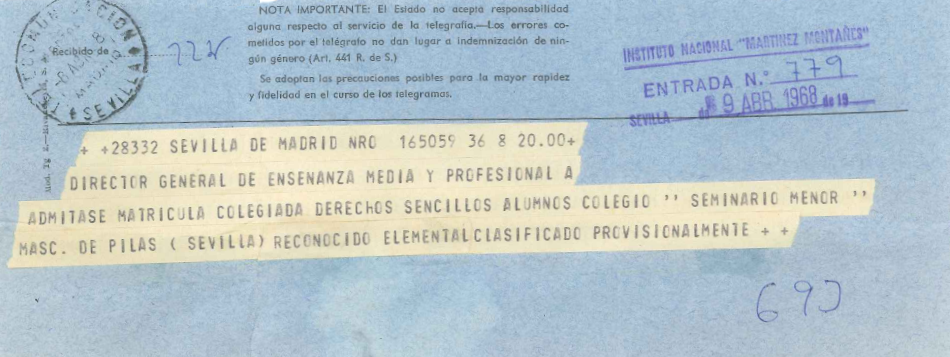 NOTA IMPORTANTE: El Estado no acepta responsabilidad
alguna respecto al servicio de la telegrafía.—Los errores co-
metidos por el telégrafo no dan lugar a indemnización de nin-
gún género (Art. 441 R. de S.)
Se adoptan las precauciones posibles para la mayor rapidez
y fidelidad en el curso de los telegramas.
Recibido de
SEVILLA
INSTITUTO NACIONAL "MARTINEZ MONTAÑES"
ENTRADA N.º 779
SEVILLA 9 ABR 1968 de 19
+ +28332 SEVILLA DE MADRID NRO 165059 36 8 20.00+
DIRECTOR GENERAL DE ENSENANZA MEDIA Y PROFESIONAL A
ADMITASE MATRICULA COLEGIADA DERECHOS SENCILLOS ALUMNOS COLEGIO '' SEMINARIO MENOR ''
MASC. DE PILAS ( SEVILLA) RECONOCIDO ELEMENTAL CLASIFICADO PROVISIONALMENTE + +